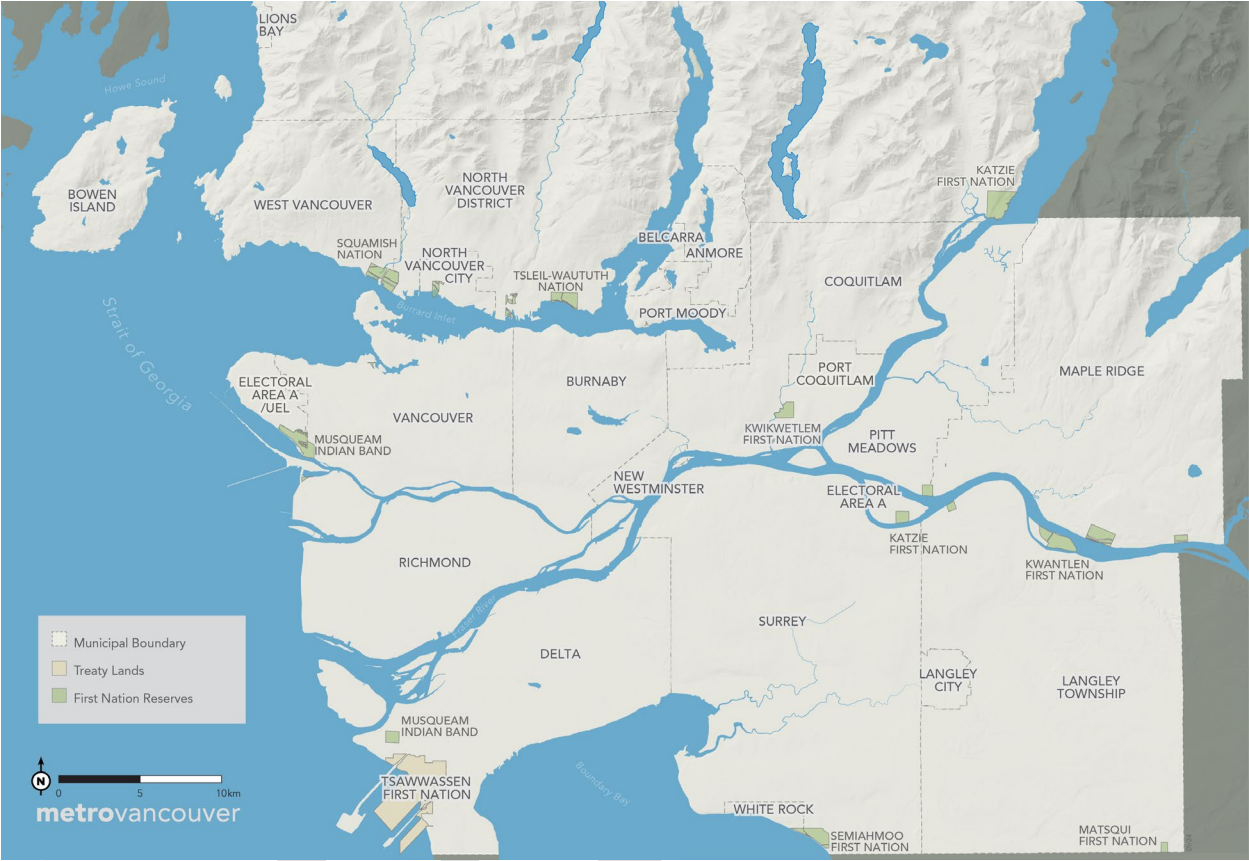 LIONS
BAY
Howe Sound
KATZIE
FIRST NATION
BOWEN
ISLAND
WEST VANCOUVER
NORTH
VANCOUVER
DISTRICT
SQUAMISH
NATION
NORTH
VANCOUVER
CITY
BELCARRA
ANMORE
TSLEIL-WAUTUTH
NATION
COQUITLAM
PORT MOODY
Burrard Inlet
Strait of Georgia
ELECTORAL
AREA A
/UEL
BURNABY
PORT
COQUITLAM
MAPLE RIDGE
VANCOUVER
MUSQUEAM
INDIAN BAND
KWIKWETLEM
FIRST NATION
PITT
MEADOWS
NEW
WESTMINSTER
ELECTORAL
AREA A
KATZIE
FIRST NATION
RICHMOND
KWANTLEN
FIRST NATION
Fraser River
SURREY
DELTA
LANGLEY
CITY
LANGLEY
TOWNSHIP
Municipal Boundary
Treaty Lands
First Nation Reserves
MUSQUEAM
INDIAN BAND
TSAWWASSEN
FIRST NATION
Boundary Bay
WHITE ROCK
SEMIAHMOO
FIRST NATION
MATSQUI
FIRST NATION
N
0 5 10km
metrovancouver